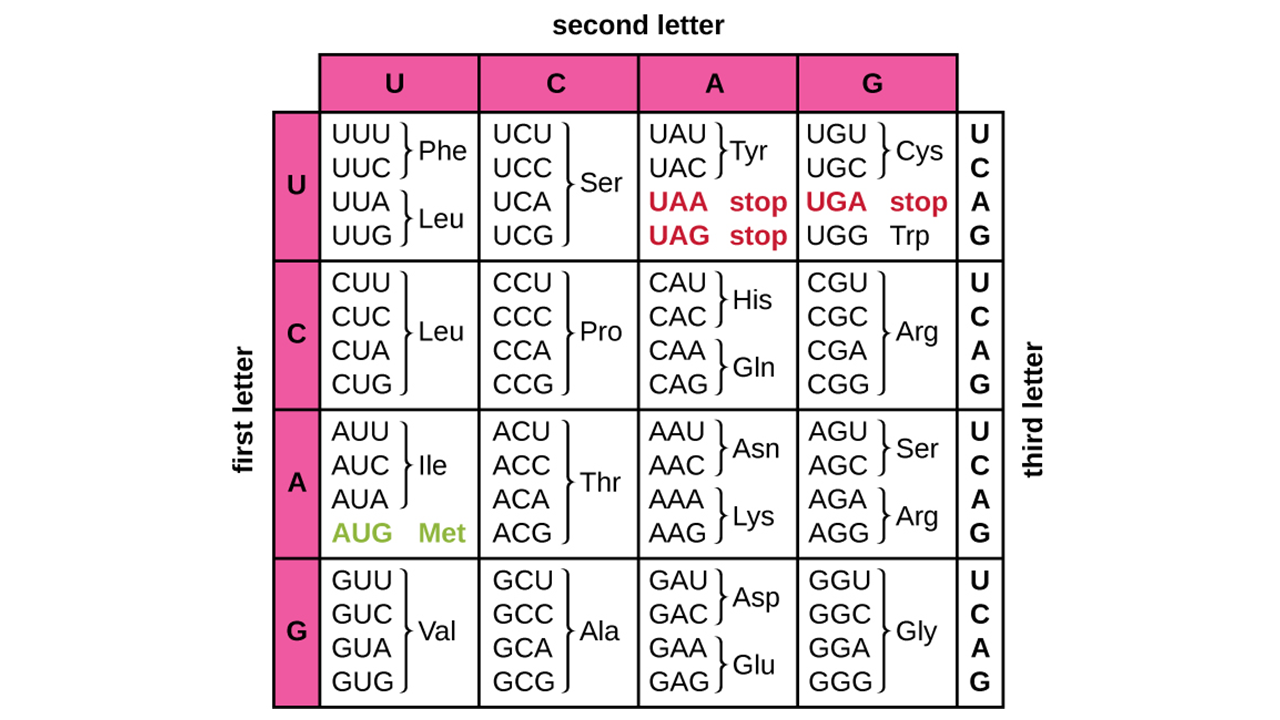 second letter
U C A G
U
UUU Phe UCU Ser UAU Tyr UGU Cys U
UUC UCC UAC UGC C
UUA Leu UCA UAA stop UGA stop A
UUG UCG UAG stop UGG Trp G
C
CUU Leu CCU Pro CAU His CGU Arg U
CUC CCC CAC CGC C
CUA CCA CAA Gln CGA A
CUG CCG CAG CGG G
first letter
third letter
A
AUU Ile ACU Thr AAU Asn AGU Ser U
AUC ACC AAC AGC C
AUA ACA AAA Lys AGA Arg A
AUG Met ACG AAG AGG G
G
GUU Val GCU Ala GAU Asp GGU Gly U
GUC GCC GAC GGC C
GUA GCA GAA Glu GGA A
GUG GCG GAG GGG G